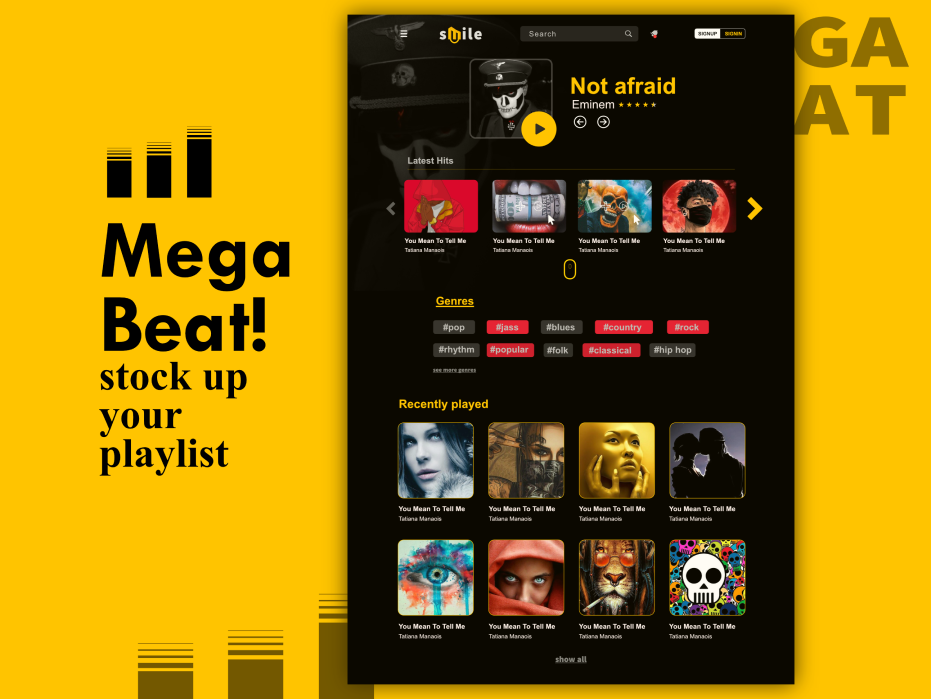 GA
AT
Mega
Beat!
stock up
your
playlist
smile
Search
SIGNUP SIGNIN
Not afraid
Eminem
Latest Hits
You Mean To Tell Me
Tatiana Manaois
You Mean To Tell Me
Tatiana Manaois
You Mean To Tell Me
Tatiana Manaois
You Mean To Tell Me
Tatiana Manaois
Genres
#pop #jass #blues #country #rock
#rhythm #popular #folk #classical #hip hop
see more genres
Recently played
You Mean To Tell Me
Tatiana Manaois
You Mean To Tell Me
Tatiana Manaois
You Mean To Tell Me
Tatiana Manaois
You Mean To Tell Me
Tatiana Manaois
You Mean To Tell Me
Tatiana Manaois
You Mean To Tell Me
Tatiana Manaois
You Mean To Tell Me
Tatiana Manaois
You Mean To Tell Me
Tatiana Manaois
show all